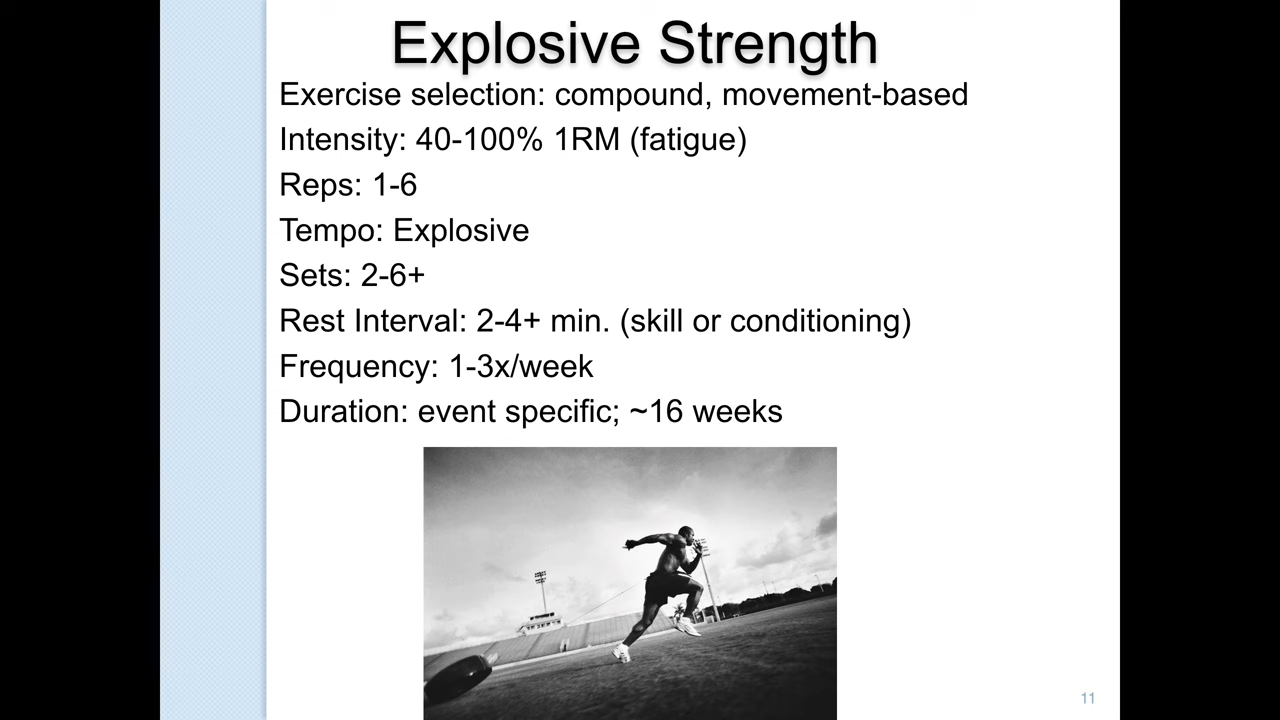 Explosive Strength
Exercise selection: compound, movement-based
Intensity: 40-100% 1RM (fatigue)
Reps: 1-6
Tempo: Explosive
Sets: 2-6+
Rest Interval: 2-4+ min. (skill or conditioning)
Frequency: 1-3x/week
Duration: event specific; ~16 weeks
11